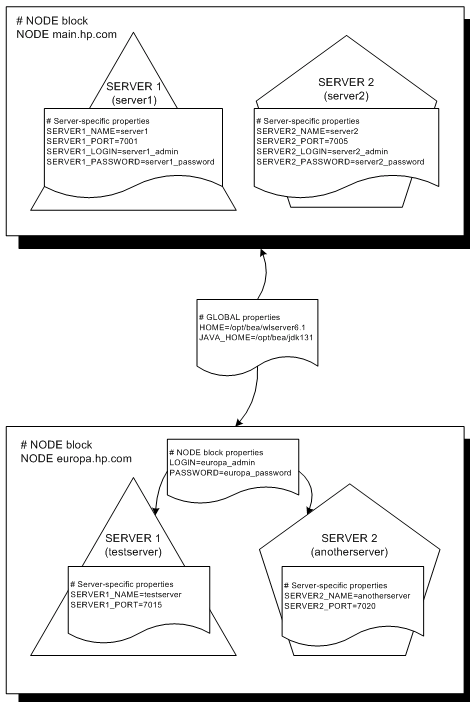 # NODE block
NODE main.hp.com
SERVER 1
(server1)
# Server-specific properties
SERVER1_NAME=server1
SERVER1_PORT=7001
SERVER1_LOGIN=server1_admin
SERVER1_PASSWORD=server1_password
SERVER 2
(server2)
# Server-specific properties
SERVER2_NAME=server2
SERVER2_PORT=7005
SERVER2_LOGIN=server2_admin
SERVER2_PASSWORD=server2_password
# GLOBAL properties
HOME=/opt/bea/wlserver6.1
JAVA_HOME=/opt/bea/jdk131
# NODE block
NODE europa.hp.com
# NODE block properties
LOGIN=europa_admin
PASSWORD=europa_password
SERVER 1
(testserver)
# Server-specific properties
SERVER1_NAME=testserver
SERVER1_PORT=7015
SERVER 2
(anotherserver)
# Server-specific properties
SERVER2_NAME=anotherserver
SERVER2_PORT=7020